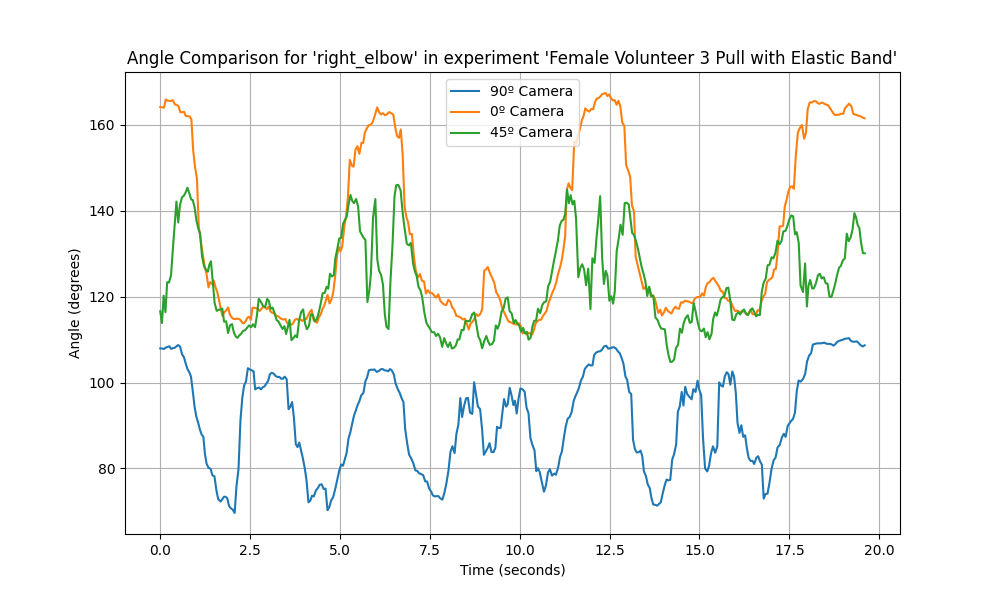 Angle Comparison for 'right_elbow' in experiment 'Female Volunteer 3 Pull with Elastic Band'
90º Camera
0º Camera
45º Camera
Angle (degrees)
160
140
120
100
80
0.0 2.5 5.0 7.5 10.0 12.5 15.0 17.5 20.0
Time (seconds)